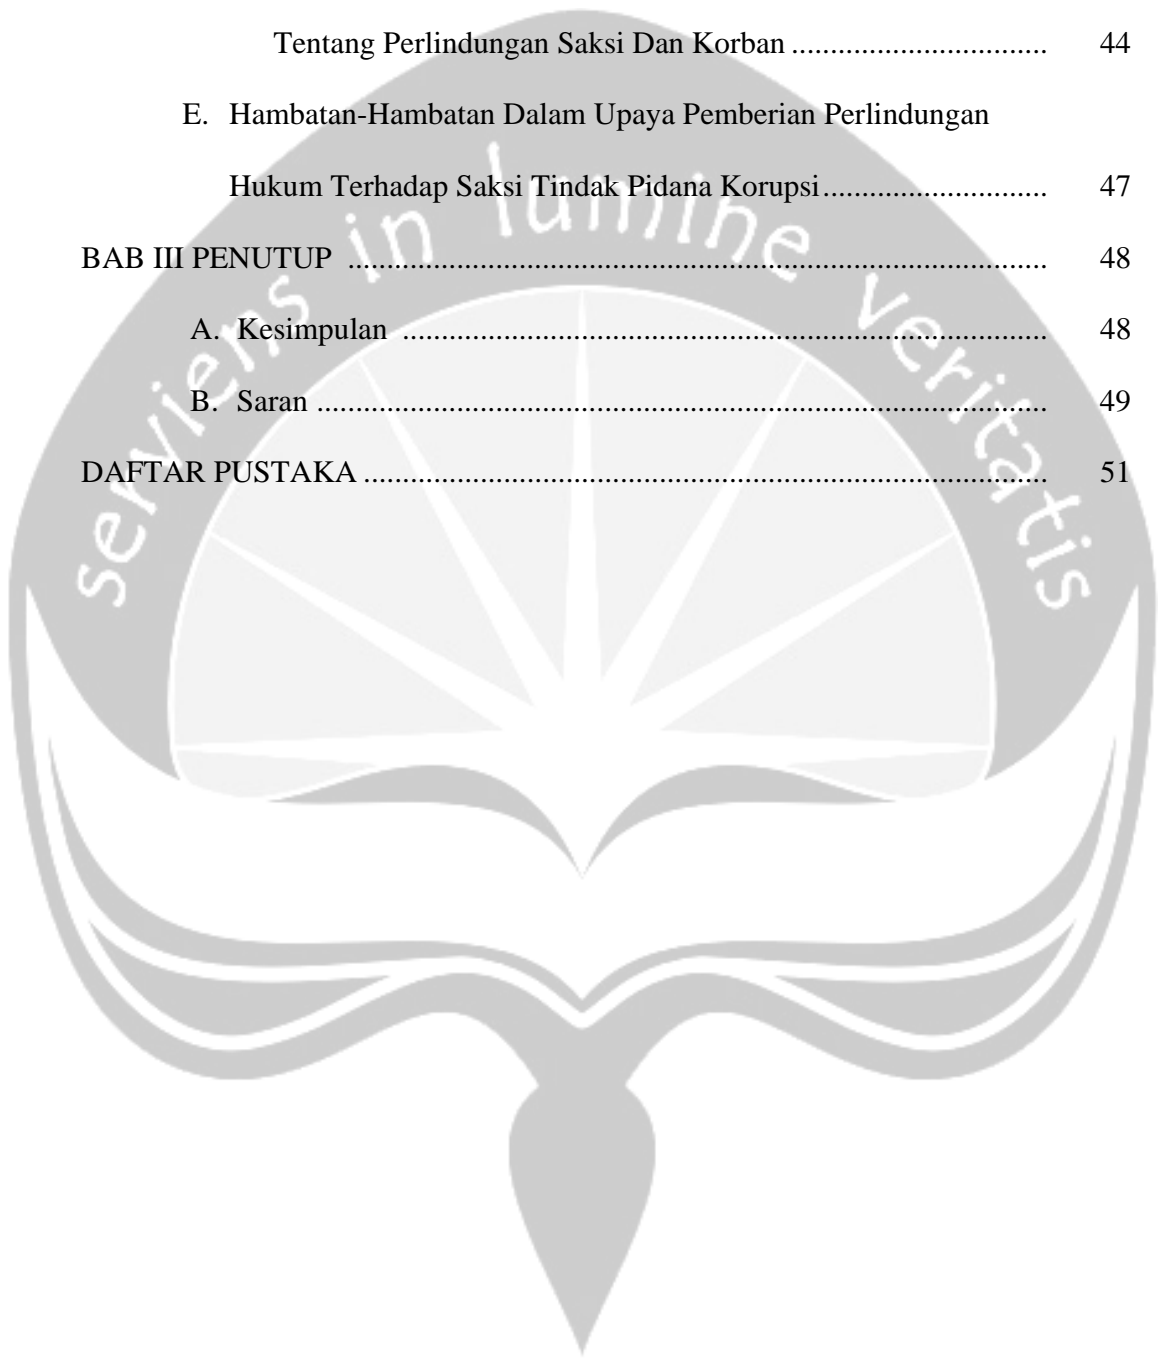 Tentang Perlindungan Saksi Dan Korban ............................. 44
E. Hambatan-Hambatan Dalam Upaya Pemberian Perlindungan
Hukum Terhadap Saksi Tindak Pidana Korupsi ......................... 47
BAB III PENUTUP ........................................................................... 48
A. Kesimpulan ..................................................................... 48
B. Saran .............................................................................. 49
DAFTAR PUSTAKA .......................................................................... 51
serviens in lumine veritatis